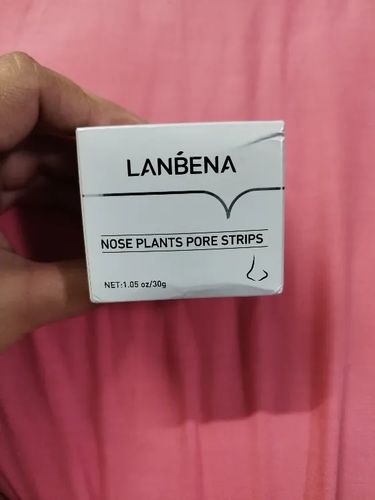 LANBENA
NOSE PLANTS PORE STRIPS
NET:1.05 oz/30g